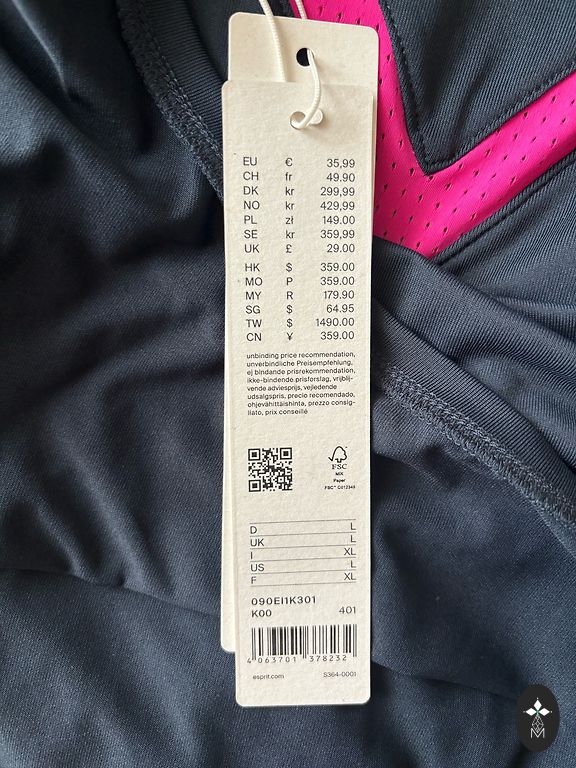 EU € 35,99
CH fr 49.90
DK kr 299,99
NO kr 429,99
PL zł 149.00
SE kr 359,99
UK £ 29.00
HK $ 359.00
MO P 359.00
MY R 179.90
SG $ 64.95
TW $ 1490.00
CN ¥ 359.00
unbinding price recommendation,
unverbindliche Preisempfehlung,
ej bindande prisrekommendation,
ikke-bindende prisforslag, vrijblij-
vende adviesprijs, vejledende
udsalgspris, precio recomendado,
ohjevähittäishinta, prezzo consig-
liato, prix conseillé
FSC
MIX
Paper
FSC™ C012349
D L
UK L
I XL
US L
F XL
090EI1K301
K00 401
4 063701 378232
esprit.com S364-0001
M